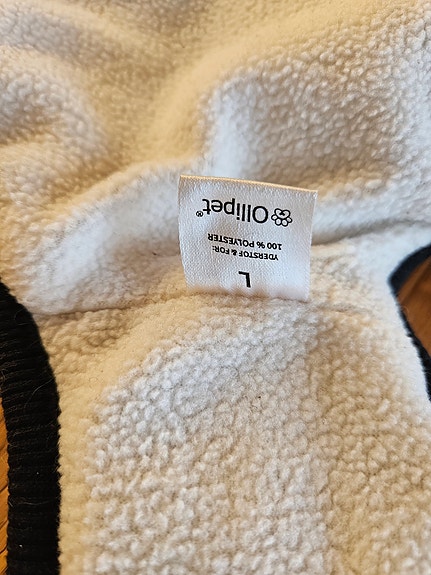 Ollipet®
100 % POLYESTER
YDERSTOF & FOR:
L